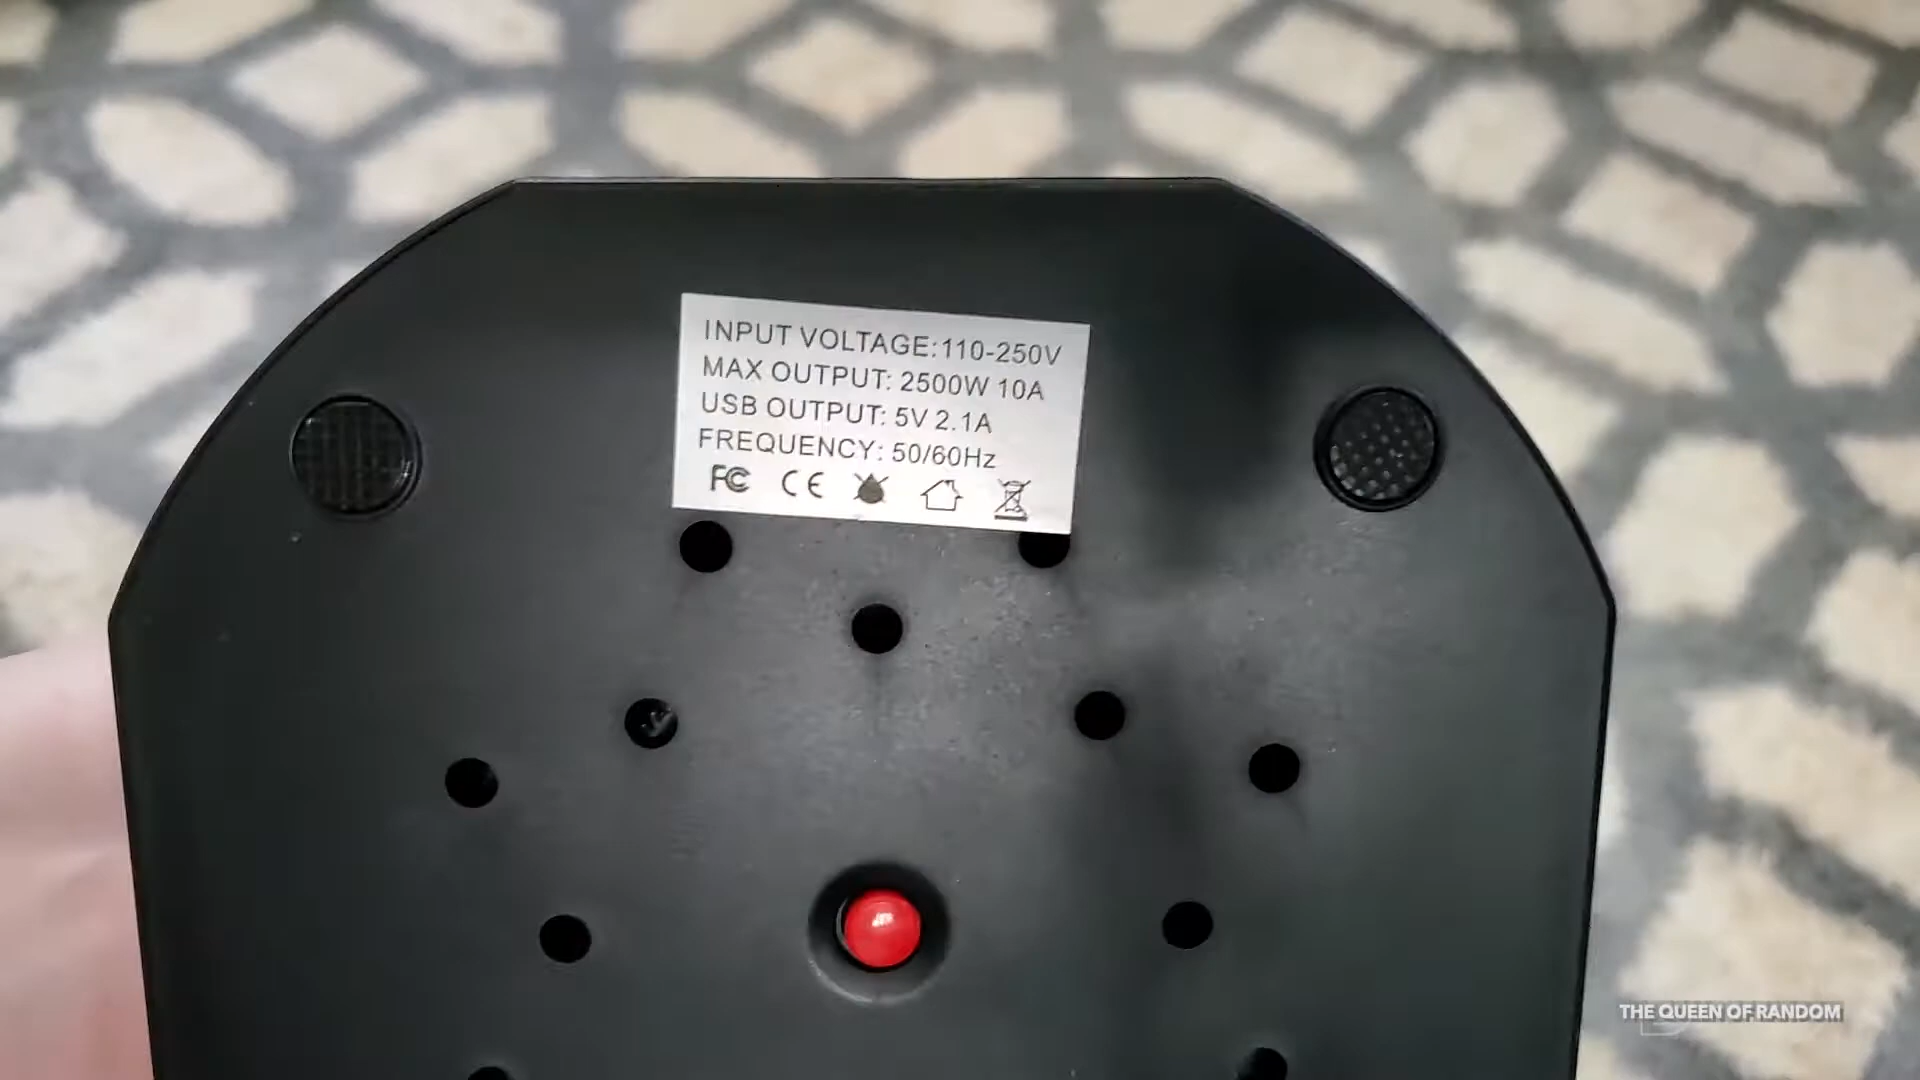 INPUT VOLTAGE:110-250V
MAX OUTPUT: 2500W 10A
USB OUTPUT: 5V 2.1A
FREQUENCY: 50/60Hz
FC CE
THE QUEEN OF RANDOM